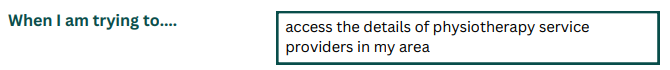 When I am trying to....
access the details of physiotherapy service
providers in my area